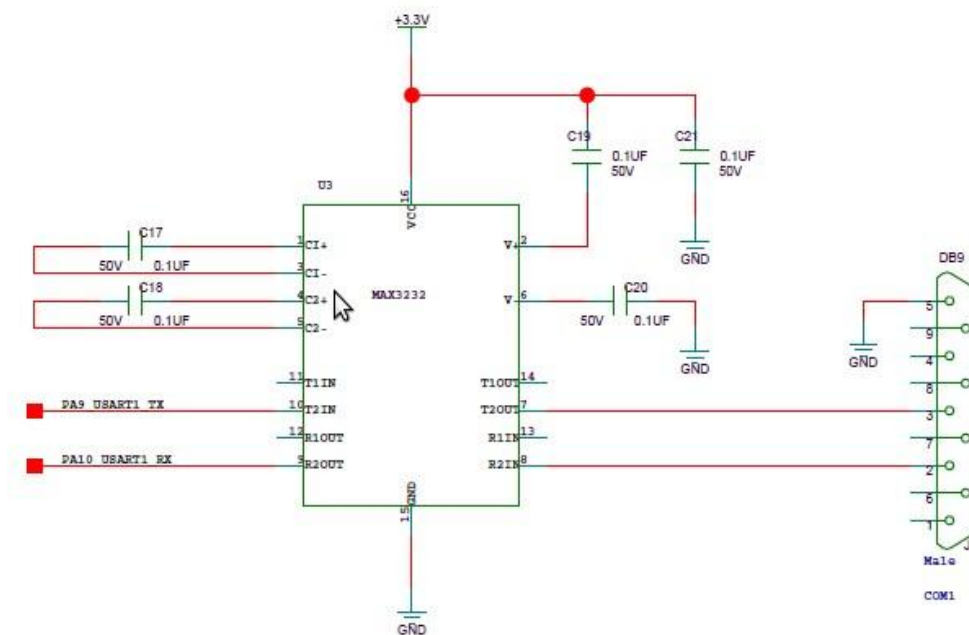 +3.3V
C19
0.1UF
50V
C21
0.1UF
50V
GND
U3
16
VCC
C17
50V 0.1UF
1
CI+
3
CI-
C18
50V 0.1UF
4
C2+
5
C2-
MAX3232
V+
2
V-
6
C20
50V 0.1UF
GND
11
T1IN
PA9 USART1 TX
10
T2IN
12
R1OUT
PA10 USART1 RX
9
R2OUT
T1OUT
14
T2OUT
7
R1IN
13
R2IN
8
GND
15
GND
DB9
5
9
4
8
3
7
2
6
1
GND
Male
COM1